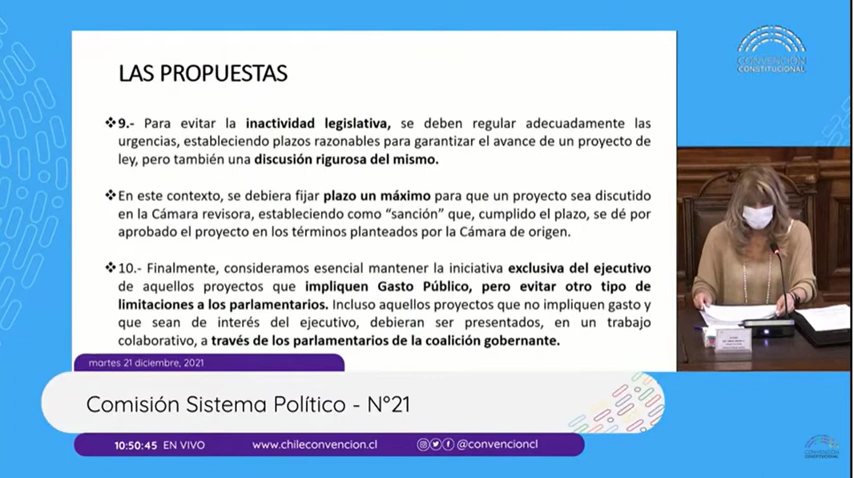 CONVENCIÓN
CONSTITUCIONAL
LAS PROPUESTAS
❖9.- Para evitar la inactividad legislativa, se deben regular adecuadamente las
urgencias, estableciendo plazos razonables para garantizar el avance de un proyecto de
ley, pero también una discusión rigurosa del mismo.
❖En este contexto, se debiera fijar plazo un máximo para que un proyecto sea discutido
en la Cámara revisora, estableciendo como “sanción” que, cumplido el plazo, se dé por
aprobado el proyecto en los términos planteados por la Cámara de origen.
❖10.- Finalmente, consideramos esencial mantener la iniciativa exclusiva del ejecutivo
de aquellos proyectos que impliquen Gasto Público, pero evitar otro tipo de
limitaciones a los parlamentarios. Incluso aquellos proyectos que no impliquen gasto y
que sean de interés del ejecutivo, debieran ser presentados, en un trabajo
colaborativo, a través de los parlamentarios de la coalición gobernante.
martes 21 diciembre, 2021
Comisión Sistema Político - N°21
10:50:45 EN VIVO www.chileconvencion.cl @convencioncl
CONVENCIÓN
CONSTITUCIONAL